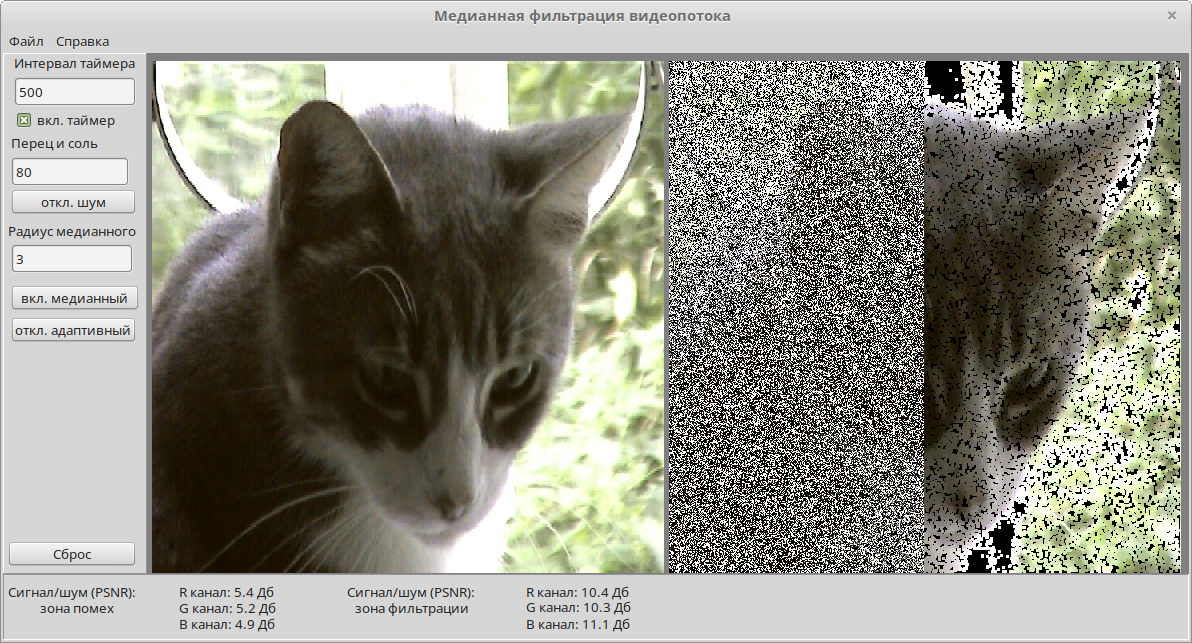 Медианная фильтрация видеопотока
Файл Справка
Интервал таймера
500
вкл. таймер
Перец и соль
80
откл. шум
Радиус медианного
3
вкл. медианный
откл. адаптивный
Сброс
Сигнал/шум (PSNR):
зона помех
R канал: 5.4 Дб
G канал: 5.2 Дб
B канал: 4.9 Дб
Сигнал/шум (PSNR):
зона фильтрации
R канал: 10.4 Дб
G канал: 10.3 Дб
B канал: 11.1 Дб